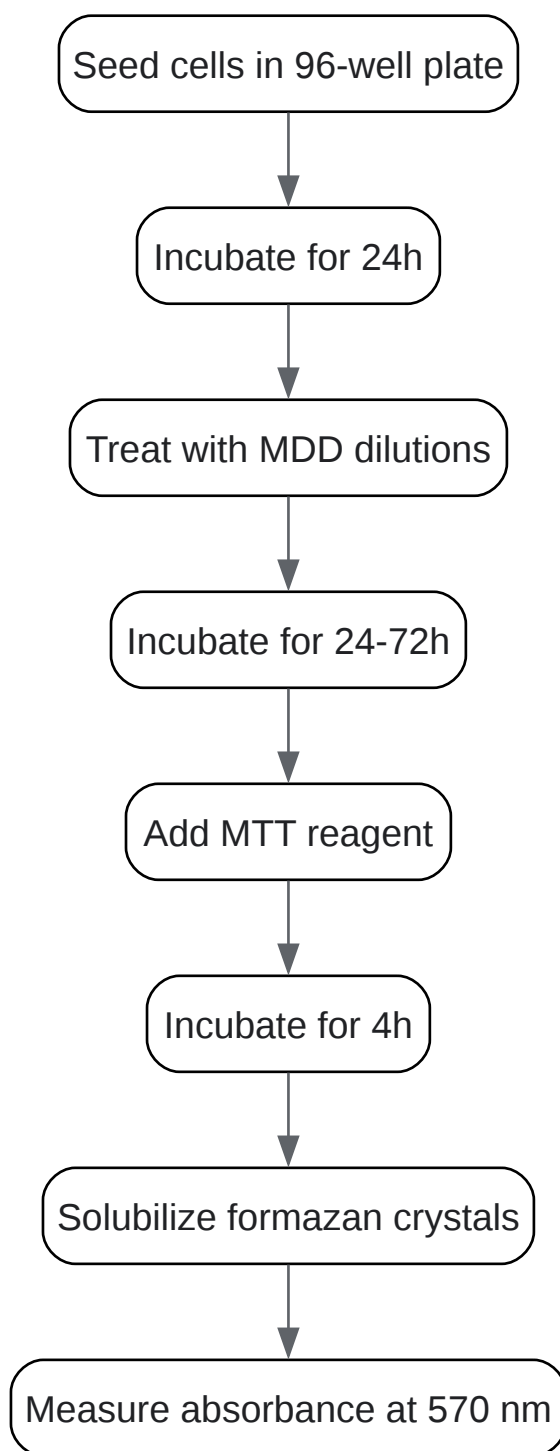 Seed cells in 96-well plate
Incubate for 24h
Treat with MDD dilutions
Incubate for 24-72h
Add MTT reagent
Incubate for 4h
Solubilize formazan crystals
Measure absorbance at 570 nm